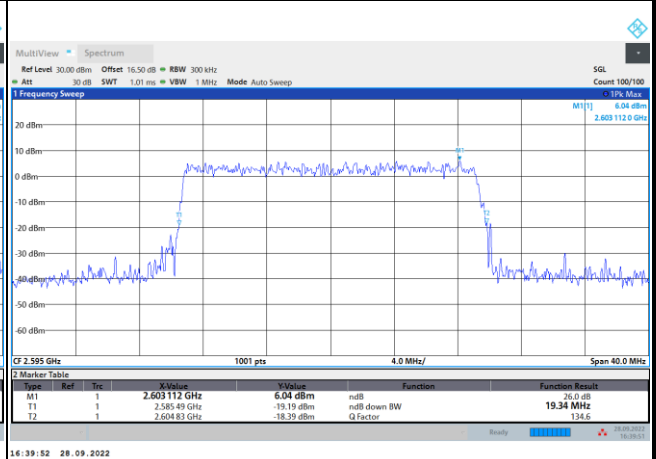 MultiView Spectrum
Ref Level 30.00 dBm Offset 16.50 dB RBW 300 kHz SGL
Att 30 dB SWT 1.01 ms VBW 1 MHz Mode Auto Sweep Count 100/100
1 Frequency Sweep 1Pk Max
M1[1] 6.04 dBm
2.603 112 0 GHz
20 dBm
10 dBm
M1
0 dBm
-10 dBm
T1 T2
-20 dBm
-30 dBm
-40 dBm
-50 dBm
-60 dBm
CF 2.595 GHz 1001 pts 4.0 MHz/ Span 40.0 MHz
2 Marker Table
Type Ref Trc X-Value Y-Value Function Function Result
M1 1 2.603 112 GHz 6.04 dBm ndB 26.0 dB
T1 1 2.585 49 GHz -19.19 dBm ndB down BW 19.34 MHz
T2 1 2.604 83 GHz -18.39 dBm Q Factor 134.6
Ready 28.09.2022
16:39:51
16:39:52 28.09.2022